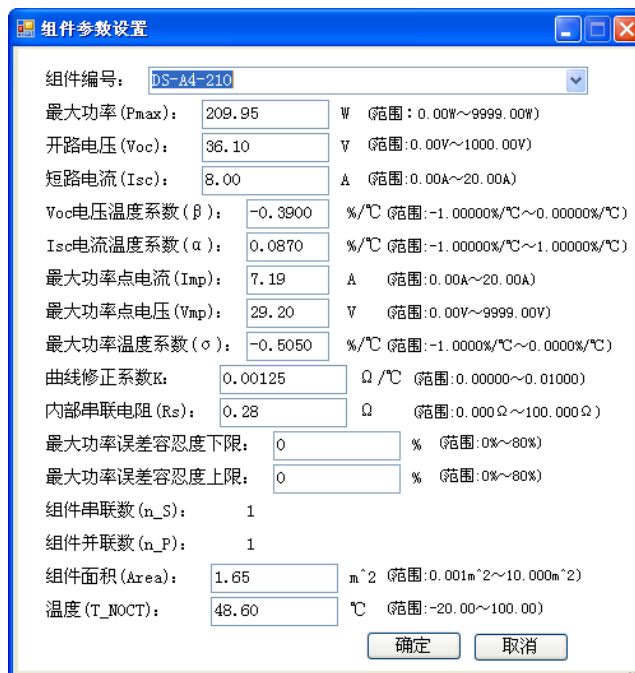 组件参数设置
组件编号: DS-A4-210
最大功率(Pmax): 209.95 W (范围:0.00W~9999.00W)
开路电压(Voc): 36.10 V (范围:0.00V~1000.00V)
短路电流(Isc): 8.00 A (范围:0.00A~20.00A)
Voc电压温度系数(β): -0.3900 %/℃ (范围:-1.00000%/℃~0.00000%/℃)
Isc电流温度系数(α): 0.0870 %/℃ (范围:-1.00000%/℃~1.00000%/℃)
最大功率点电流(Imp): 7.19 A (范围:0.00A~20.00A)
最大功率点电压(Vmp): 29.20 V (范围:0.00V~9999.00V)
最大功率温度系数(σ): -0.5050 %/℃ (范围:-1.0000%/℃~0.0000%/℃)
曲线修正系数K: 0.00125 Ω/℃ (范围:0.00000~0.01000)
内部串联电阻(Rs): 0.28 Ω (范围:0.000Ω~100.000Ω)
最大功率误差容忍度下限: 0 % (范围:0%~80%)
最大功率误差容忍度上限: 0 % (范围:0%~80%)
组件串联数(n_S): 1
组件并联数(n_P): 1
组件面积(Area): 1.65 m^2 (范围:0.001m^2~10.000m^2)
温度(T_NOCT): 48.60 ℃ (范围:-20.00~100.00)
确定 取消